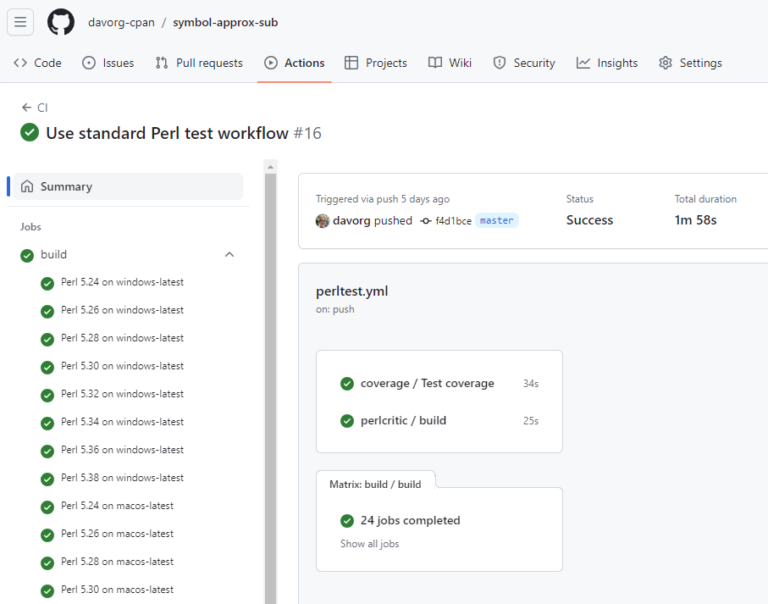 davorg-cpan / symbol-approx-sub
Code Issues Pull requests Actions Projects Wiki Security Insights Settings
CI
Use standard Perl test workflow #16
Summary
Jobs
build
Perl 5.24 on windows-latest
Perl 5.26 on windows-latest
Perl 5.28 on windows-latest
Perl 5.30 on windows-latest
Perl 5.32 on windows-latest
Perl 5.34 on windows-latest
Perl 5.36 on windows-latest
Perl 5.38 on windows-latest
Perl 5.24 on macos-latest
Perl 5.26 on macos-latest
Perl 5.28 on macos-latest
Perl 5.30 on macos-latest
Triggered via push 5 days ago
davorg pushed f4d1bce master
Status
Success
Total duration
1m 58s
perltest.yml
on: push
coverage / Test coverage 34s
perlcritic / build 25s
Matrix: build / build
24 jobs completed
Show all jobs